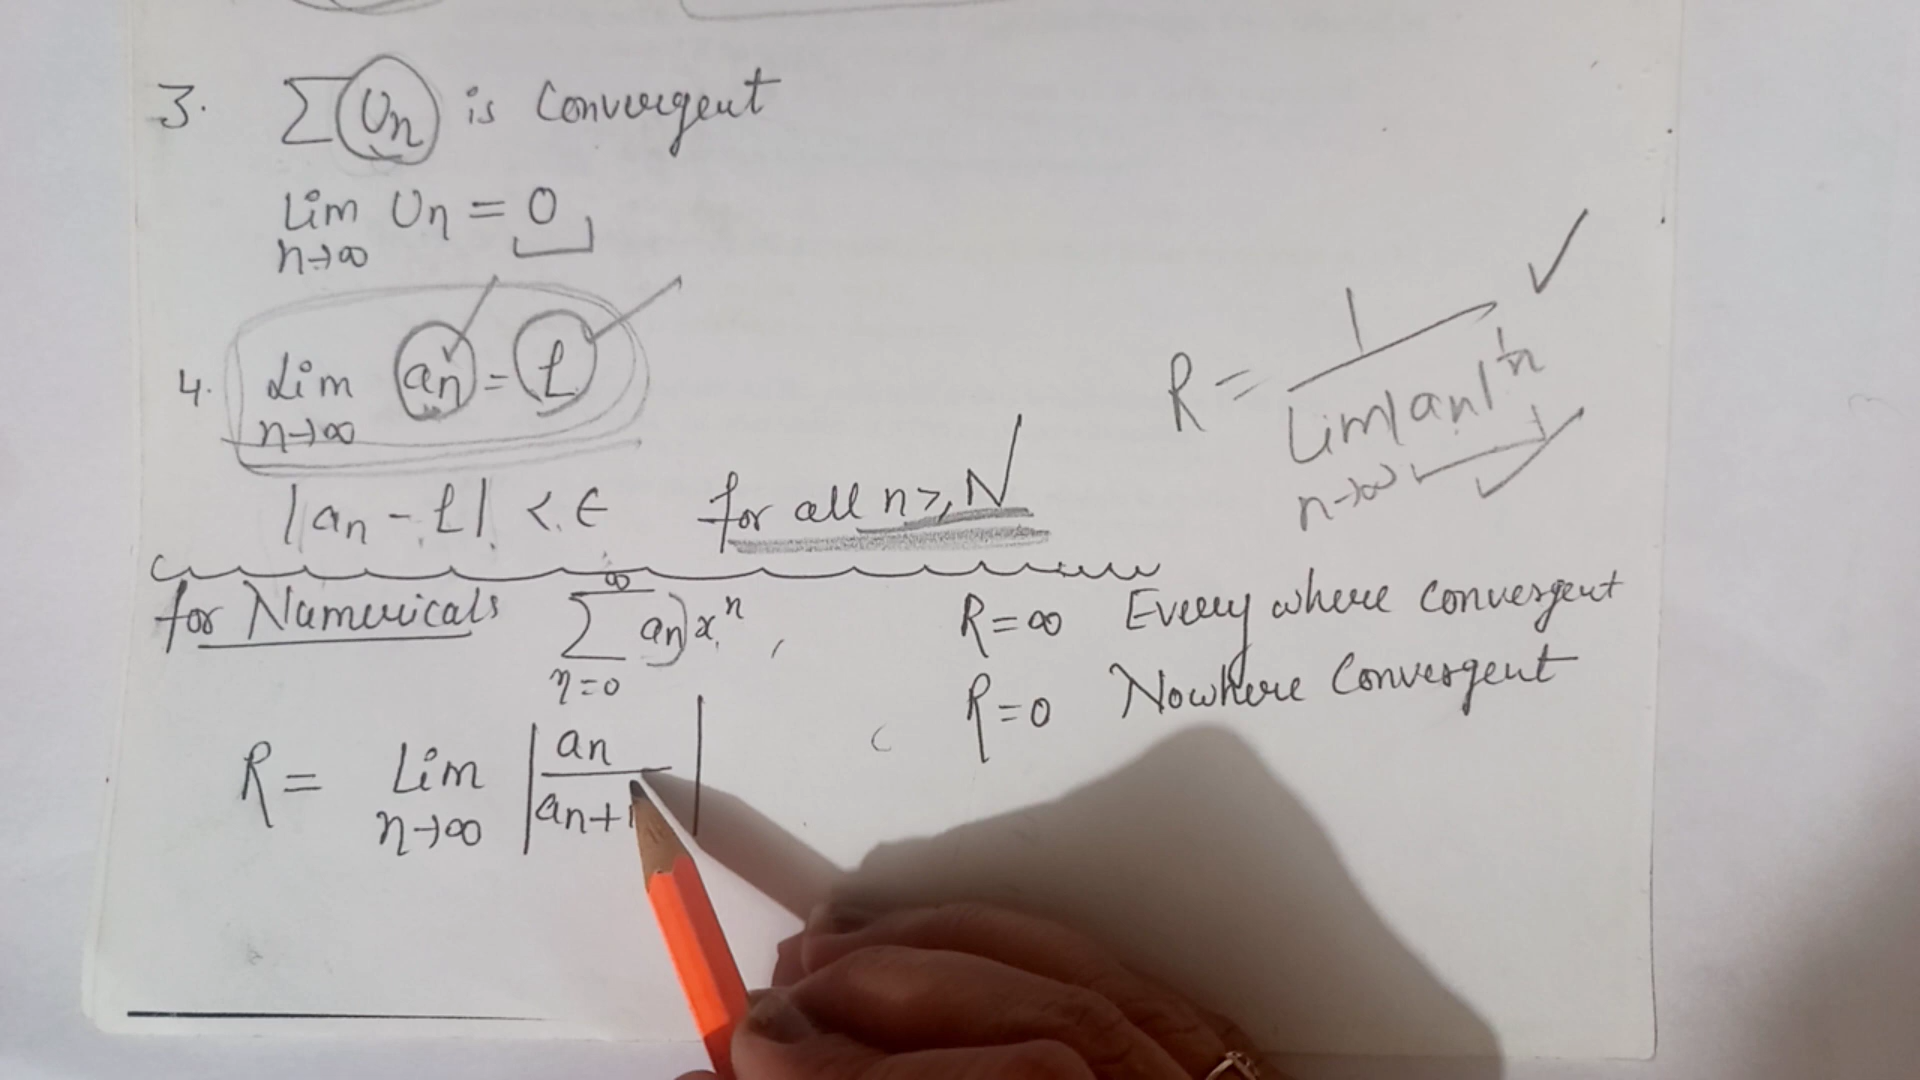 3. Σ Un is Convergent
Lim Un = 0
n→∞
4. Lim an = L
n→∞
R = 1 / Lim |an|^1/n
n→∞
|an - L| < ε for all n ≥ N
for Numericals ∞ Σ n=0 an x^n ,
R = ∞ Every where convergent
R = 0 Nowhere Convergent
R = Lim n→∞ | an / an+1 |